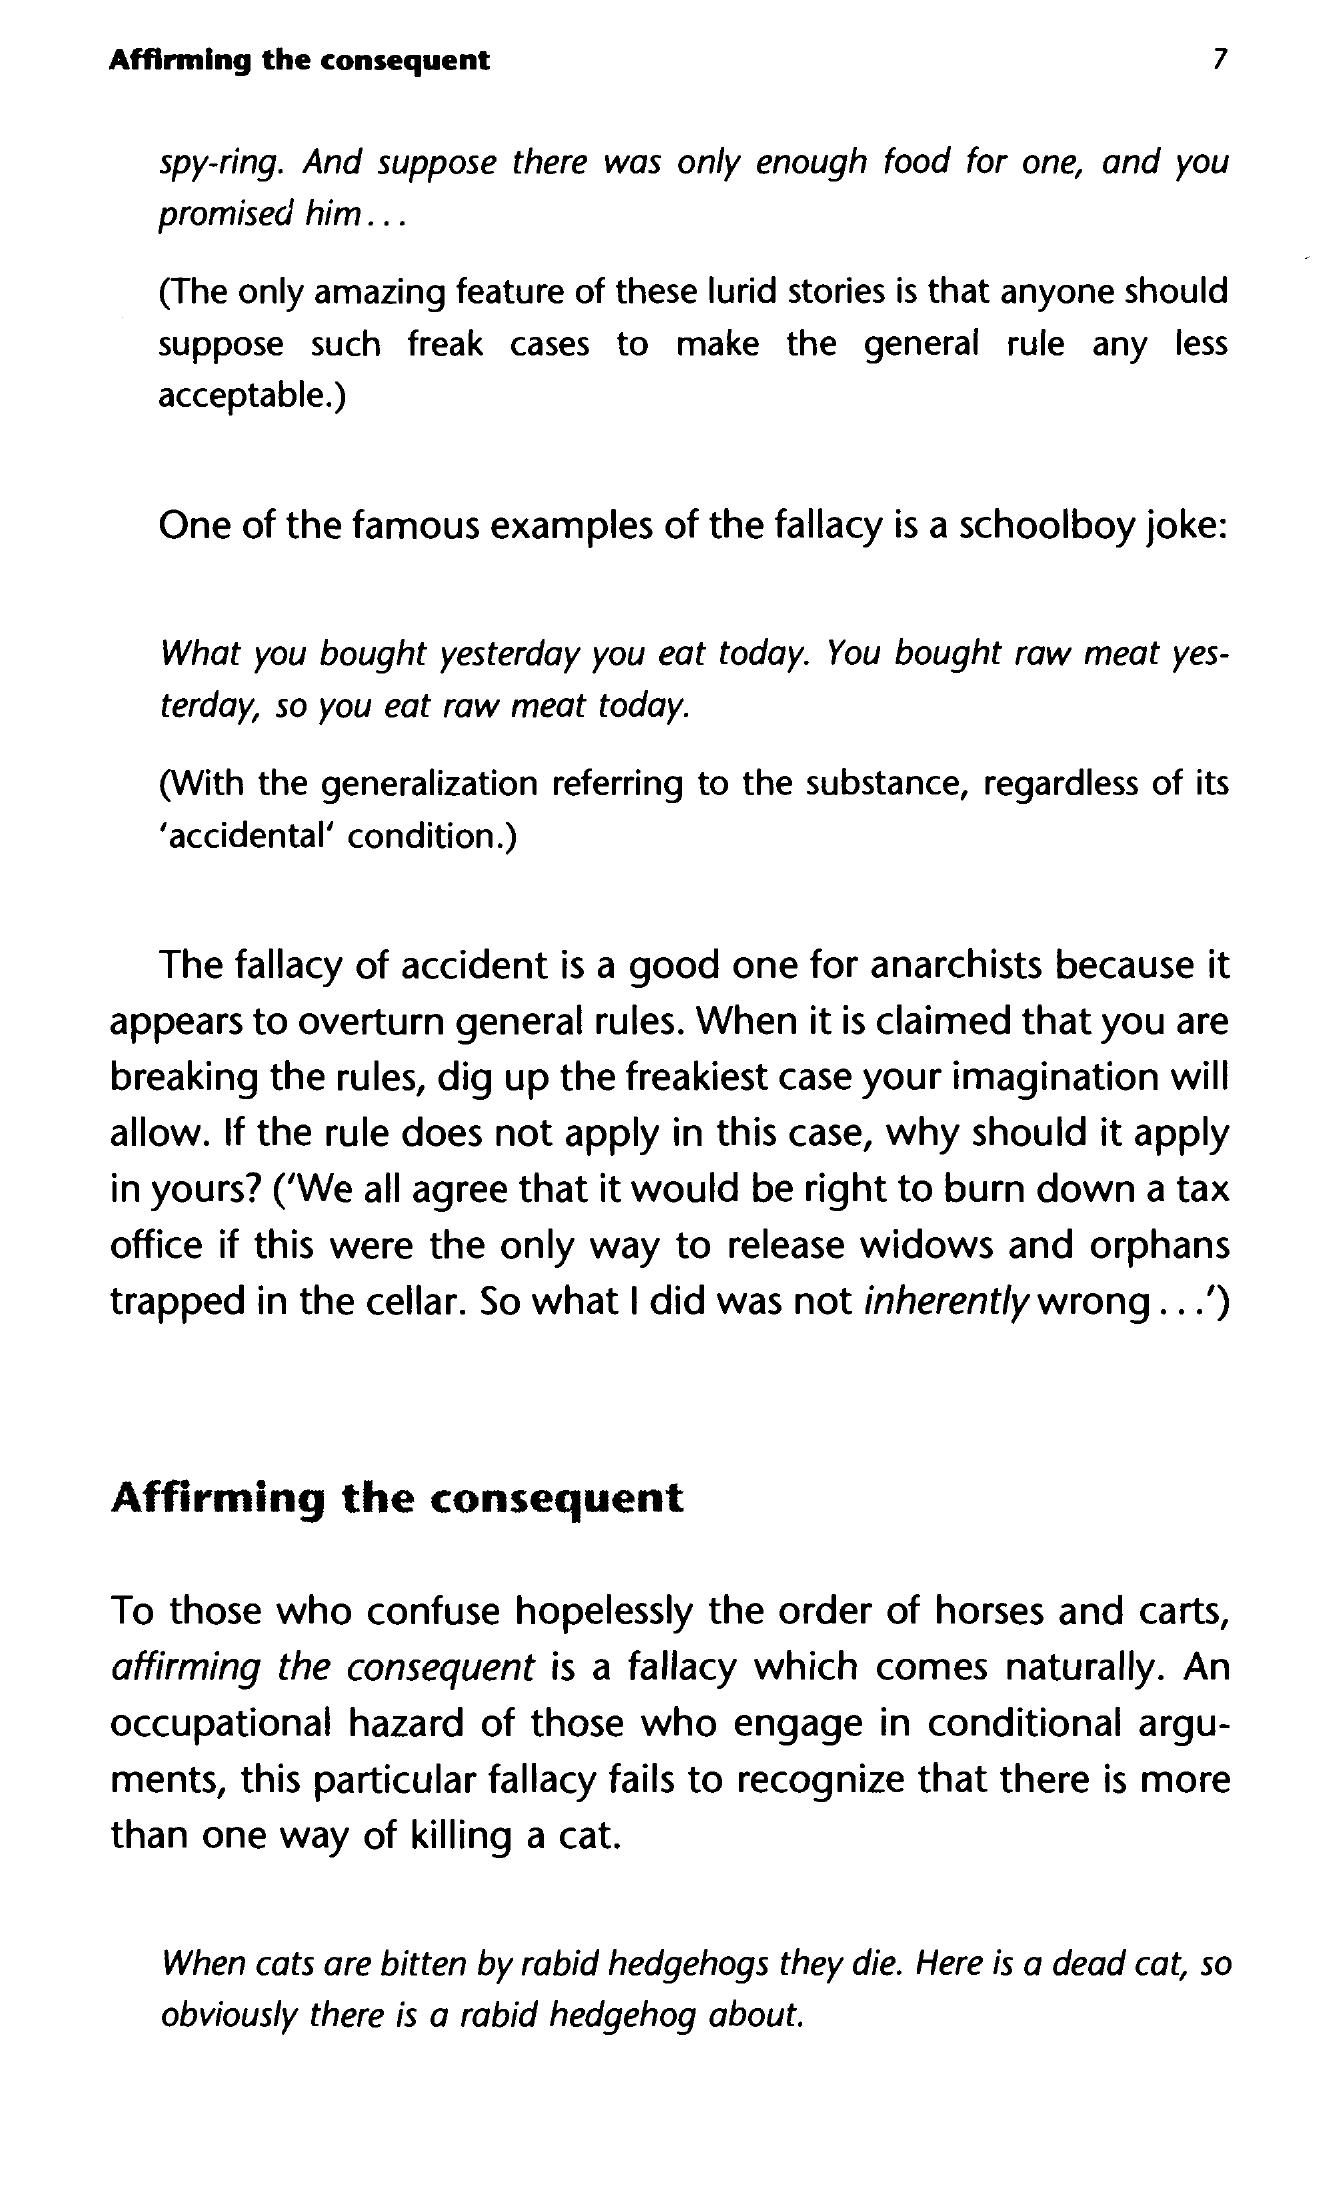 Affirming the consequent 7
spy-ring. And suppose there was only enough food for one, and you
promised him...
(The only amazing feature of these lurid stories is that anyone should
suppose such freak cases to make the general rule any less
acceptable.)
One of the famous examples of the fallacy is a schoolboy joke:
What you bought yesterday you eat today. You bought raw meat yes-
terday, so you eat raw meat today.
(With the generalization referring to the substance, regardless of its
'accidental' condition.)
The fallacy of accident is a good one for anarchists because it
appears to overturn general rules. When it is claimed that you are
breaking the rules, dig up the freakiest case your imagination will
allow. If the rule does not apply in this case, why should it apply
in yours? ('We all agree that it would be right to burn down a tax
office if this were the only way to release widows and orphans
trapped in the cellar. So what I did was not inherently wrong...')
Affirming the consequent
To those who confuse hopelessly the order of horses and carts,
affirming the consequent is a fallacy which comes naturally. An
occupational hazard of those who engage in conditional argu-
ments, this particular fallacy fails to recognize that there is more
than one way of killing a cat.
When cats are bitten by rabid hedgehogs they die. Here is a dead cat, so
obviously there is a rabid hedgehog about.